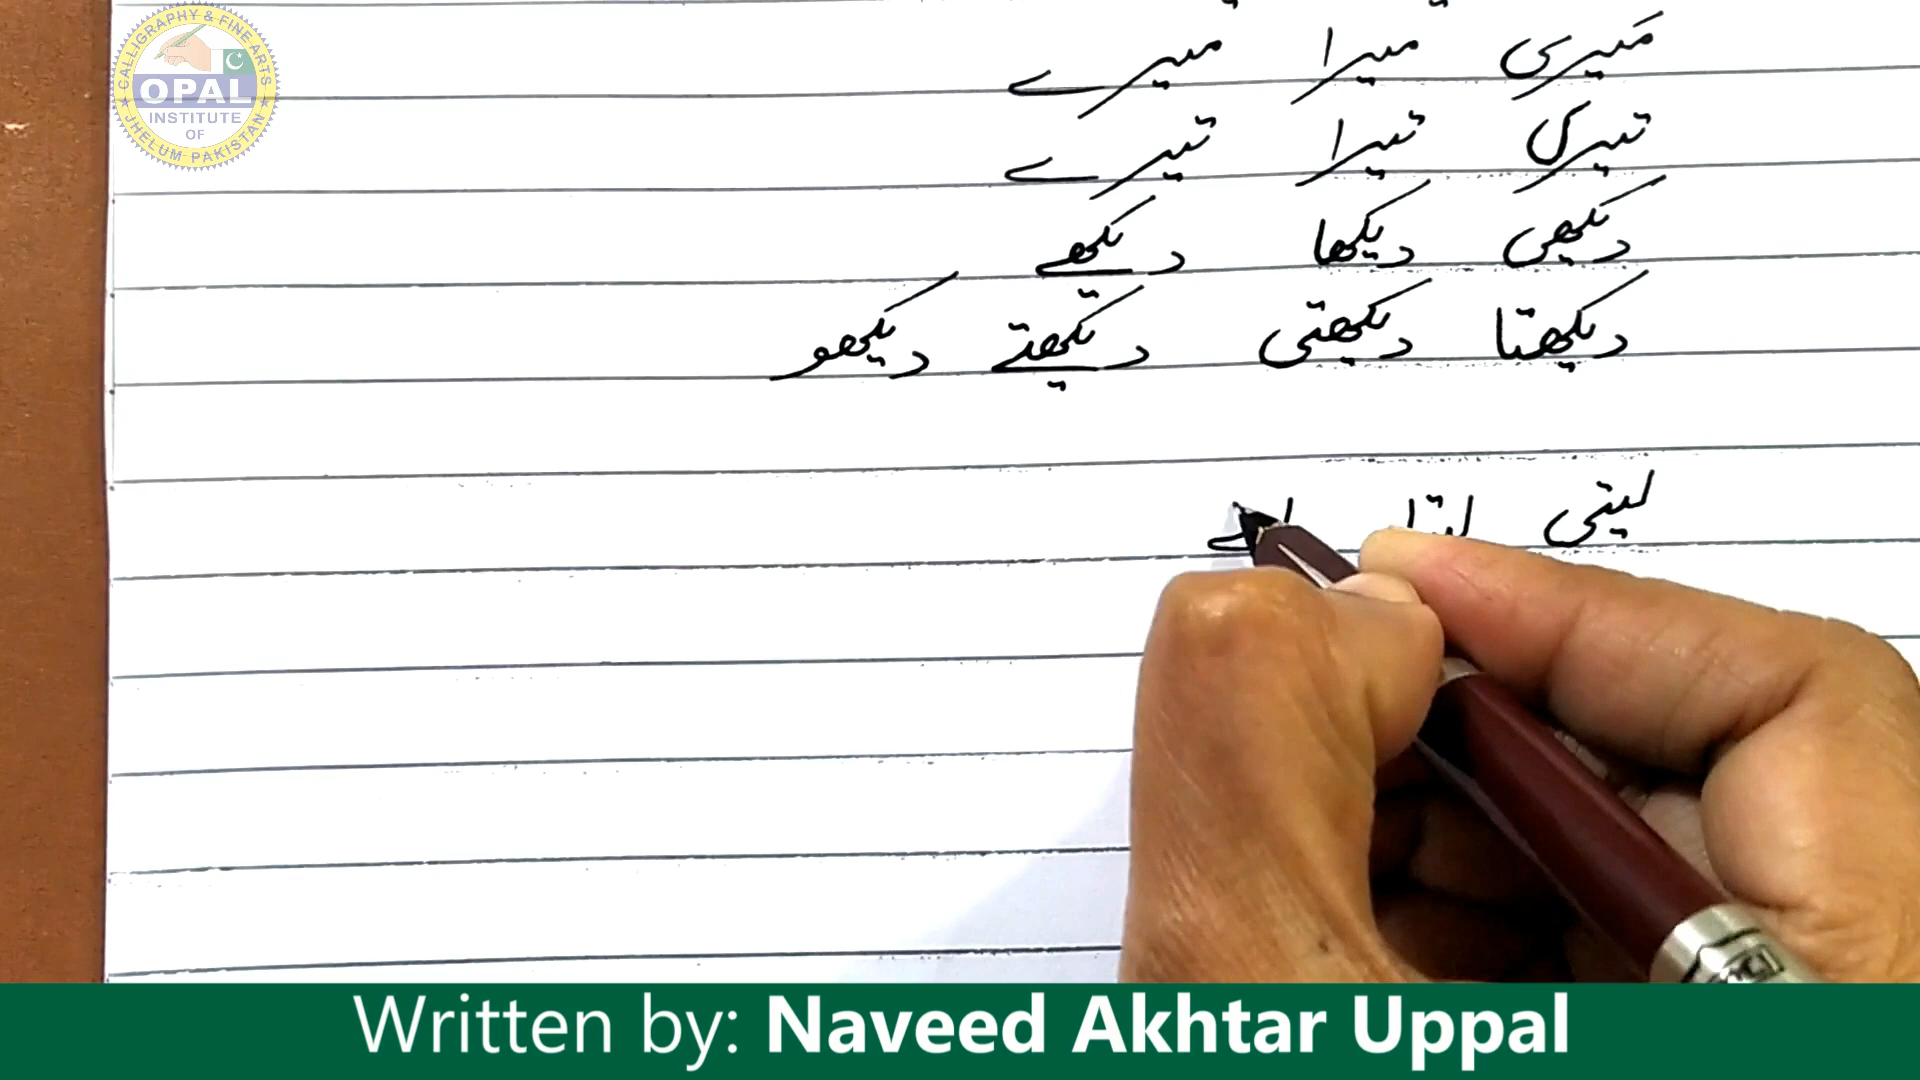 CALLIGRAPHY & FINE ARTS
OPAL
INSTITUTE
OF
JHELUM PAKISTAN
میری میرا میرے
تیری تیرا تیرے
دیکھی دیکھا دیکھے
دیکھتا دیکھتی دیکھتے دیکھو
لیتی
Written by: Naveed Akhtar Uppal